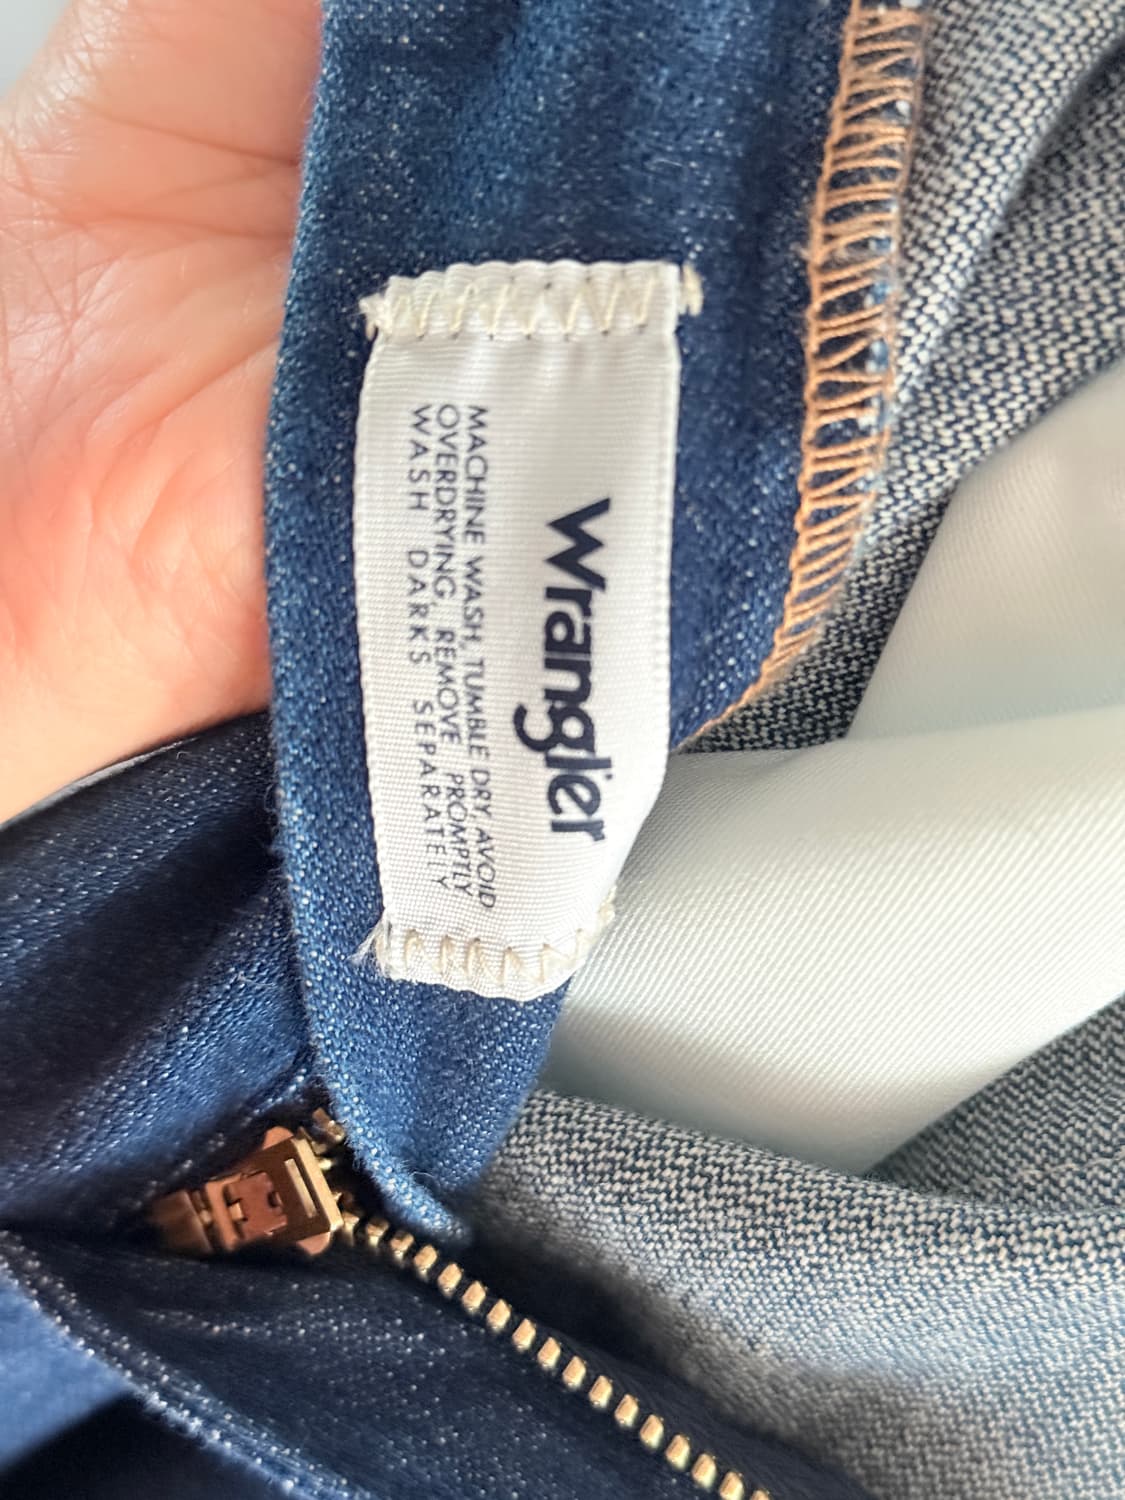 Wrangler
MACHINE WASH, TUMBLE DRY, AVOID
OVERDRYING, REMOVE PROMPTLY
WASH DARKS SEPARATELY